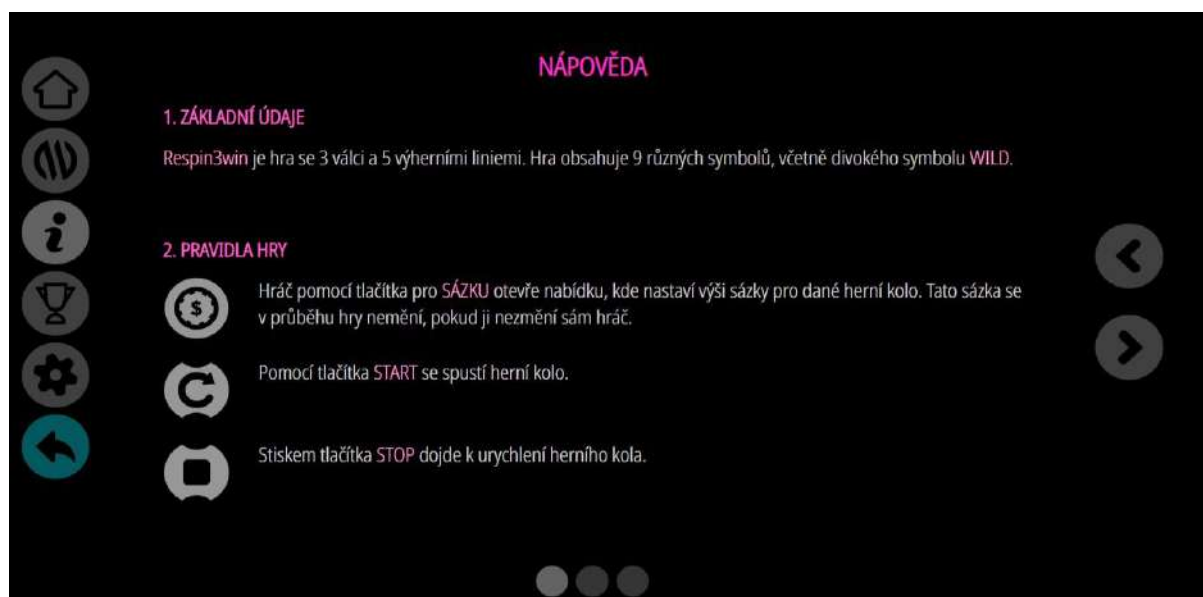 NÁPOVĚDA
1. ZÁKLADNÍ ÚDAJE
Respin3win je hra se 3 válci a 5 výherními liniemi. Hra obsahuje 9 různých symbolů, včetně divokého symbolu WILD.
2. PRAVIDLA HRY
Hráč pomocí tlačítka pro SÁZKU otevře nabídku, kde nastaví výši sázky pro dané herní kolo. Tato sázka se
v průběhu hry nemění, pokud ji nezmění sám hráč.
Pomocí tlačítka START se spustí herní kolo.
Stiskem tlačítka STOP dojde k urychlení herního kola.